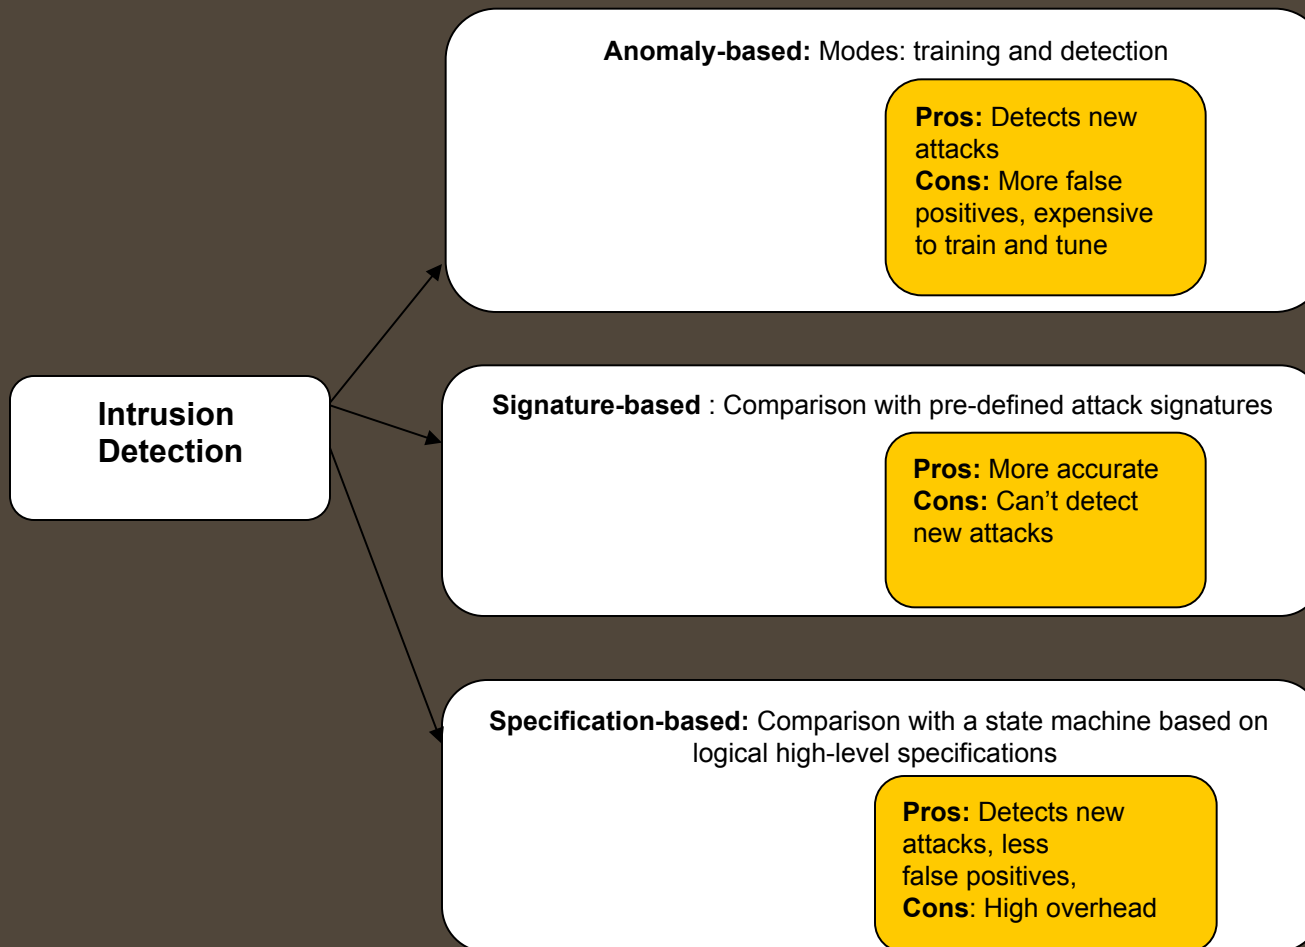 Anomaly-based: Modes: training and detection
Pros: Detects new
attacks
Cons: More false
positives, expensive
to train and tune
Intrusion
Detection
Signature-based : Comparison with pre-defined attack signatures
Pros: More accurate
Cons: Can’t detect
new attacks
Specification-based: Comparison with a state machine based on
logical high-level specifications
Pros: Detects new
attacks, less
false positives,
Cons: High overhead